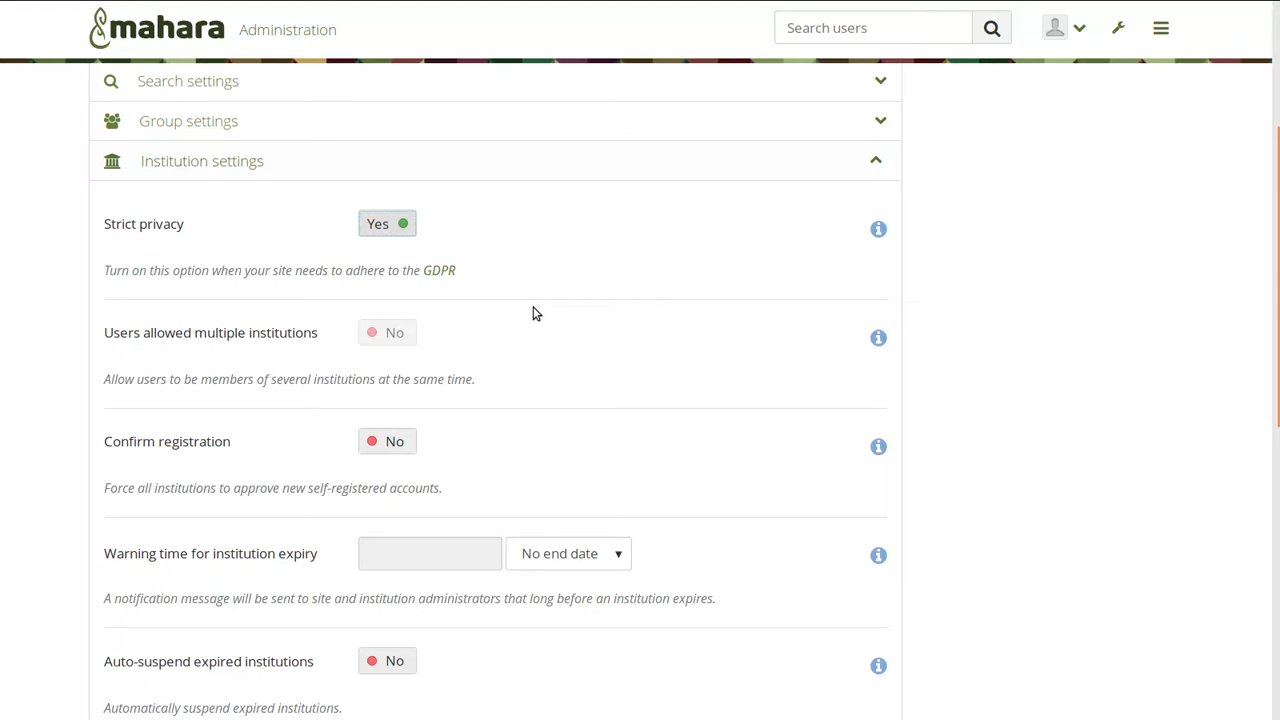 mahara
Administration
Search users
Search settings
Group settings
Institution settings
Strict privacy
Yes
Turn on this option when your site needs to adhere to the GDPR
Users allowed multiple institutions
No
Allow users to be members of several institutions at the same time.
Confirm registration
No
Force all institutions to approve new self-registered accounts.
Warning time for institution expiry
No end date
A notification message will be sent to site and institution administrators that long before an institution expires.
Auto-suspend expired institutions
No
Automatically suspend expired institutions.